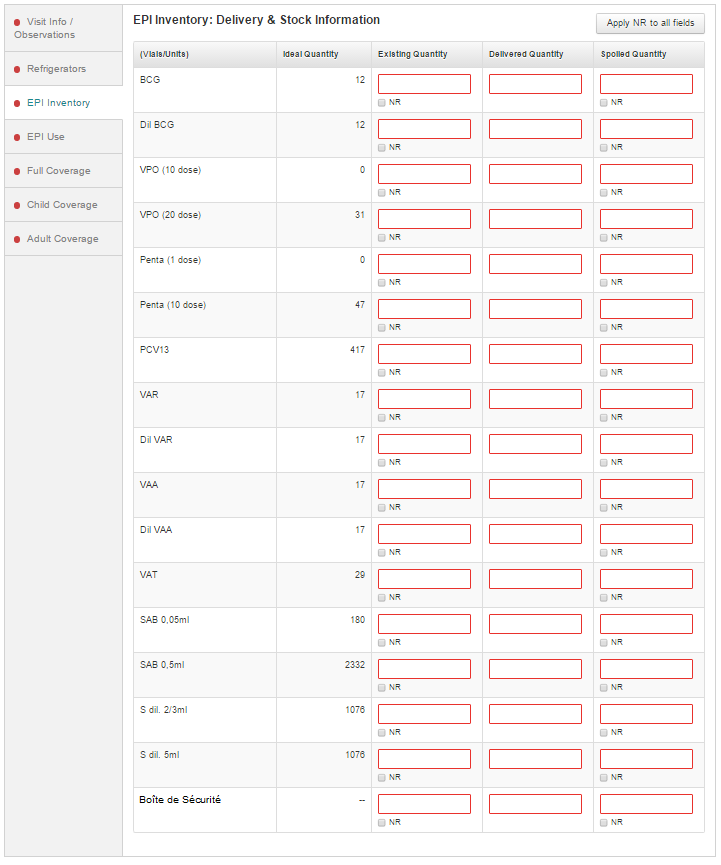 Visit Info /
Observations
Refrigerators
EPI Inventory
EPI Use
Full Coverage
Child Coverage
Adult Coverage
EPI Inventory: Delivery & Stock Information
Apply NR to all fields
(Vials/Units) Ideal Quantity Existing Quantity Delivered Quantity Spoiled Quantity
BCG 12
NR NR
Dil BCG 12
NR NR
VPO (10 dose) 0
NR NR
VPO (20 dose) 31
NR NR
Penta (1 dose) 0
NR NR
Penta (10 dose) 47
NR NR
PCV13 417
NR NR
VAR 17
NR NR
Dil VAR 17
NR NR
VAA 17
NR NR
Dil VAA 17
NR NR
VAT 29
NR NR
SAB 0,05ml 180
NR NR
SAB 0,5ml 2332
NR NR
S dil. 2/3ml 1076
NR NR
S dil. 5ml 1076
NR NR
Boîte de Sécurité --
NR NR